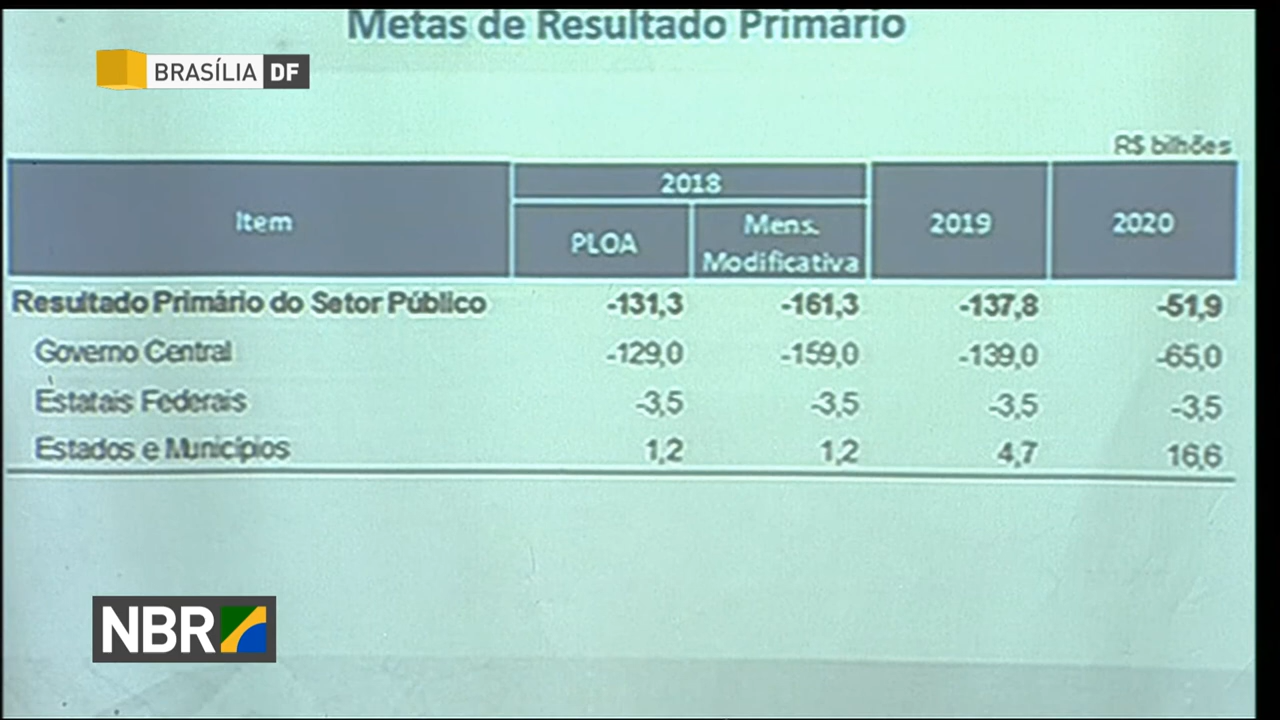 Metas de Resultado Primário
BRASÍLIA DF
R$ bilhões
Item
2018
2019
2020
PLOA
Mens.
Modificativa
Resultado Primário do Setor Público -131,3 -161,3 -137,8 -51,9
Governo Central -129,0 -159,0 -139,0 -65,0
Estatais Federais -3,5 -3,5 -3,5 -3,5
Estados e Municípios 1,2 1,2 4,7 16,6
NBR